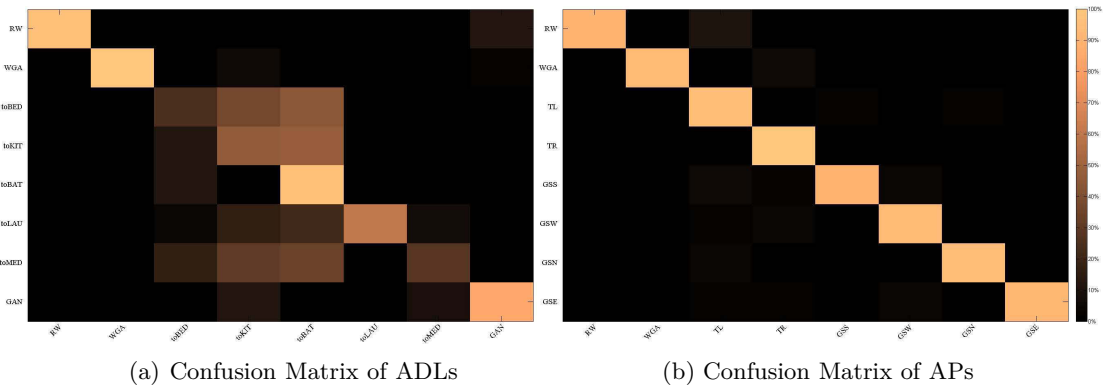 RW
WGA
toBED
toKIT
toBAT
toLAU
toMED
GAN
RW WGA toBED toKIT toBAT toLAU toMED GAN
(a) Confusion Matrix of ADLs
RW
WGA
TL
TR
GSS
GSW
GSN
GSE
RW WGA TL TR GSS GSW GSN GSE
100%
90%
80%
70%
60%
50%
40%
30%
20%
10%
0%
(b) Confusion Matrix of APs